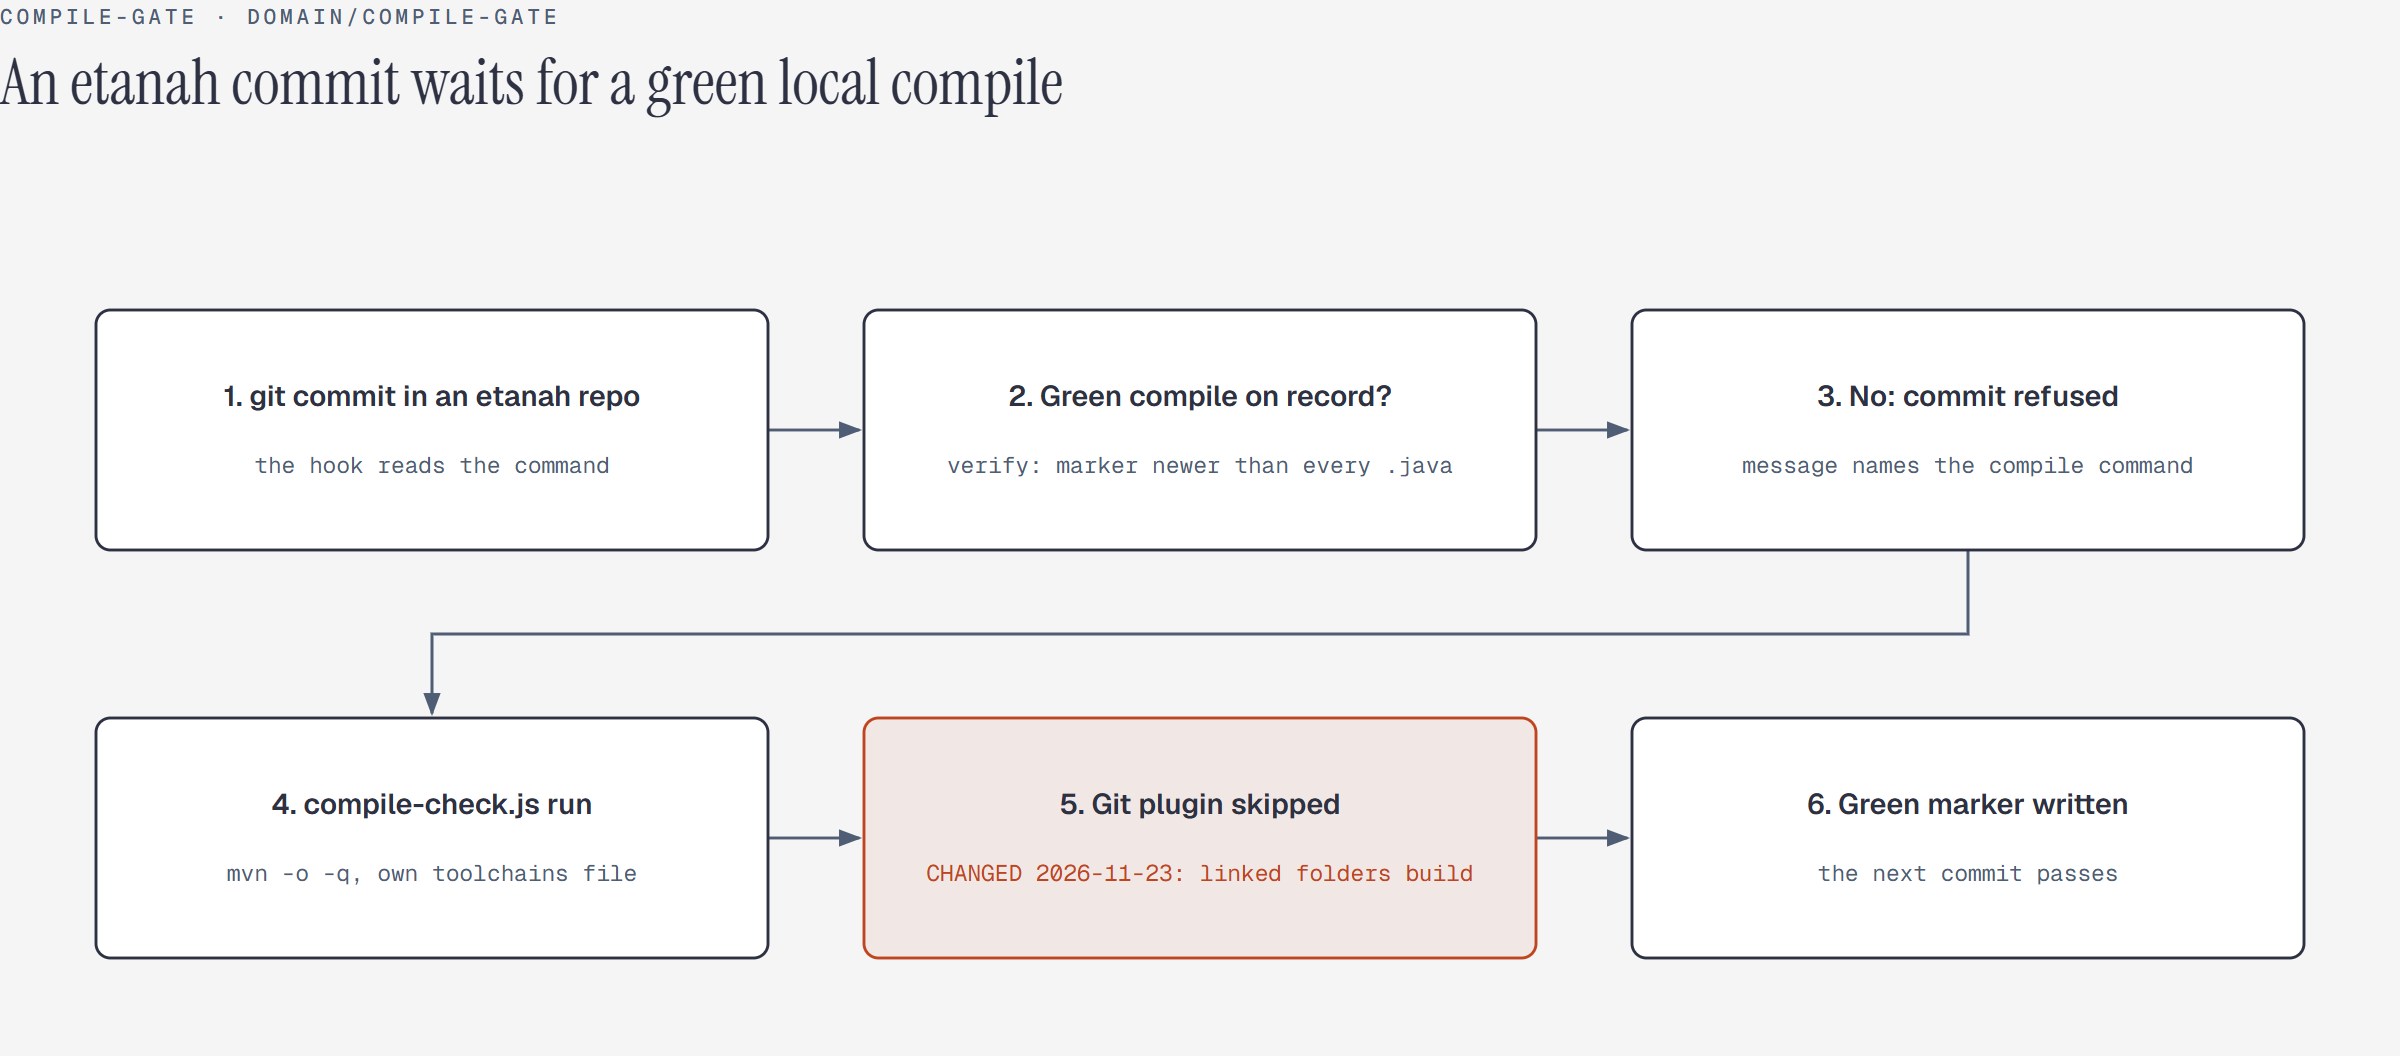 COMPILE-GATE · DOMAIN/COMPILE-GATE
An etanah commit waits for a green local compile
1. git commit in an etanah repo
the hook reads the command
2. Green compile on record?
verify: marker newer than every .java
3. No: commit refused
message names the compile command
4. compile-check.js run
mvn -o -q, own toolchains file
5. Git plugin skipped
CHANGED 2026-11-23: linked folders build
6. Green marker written
the next commit passes